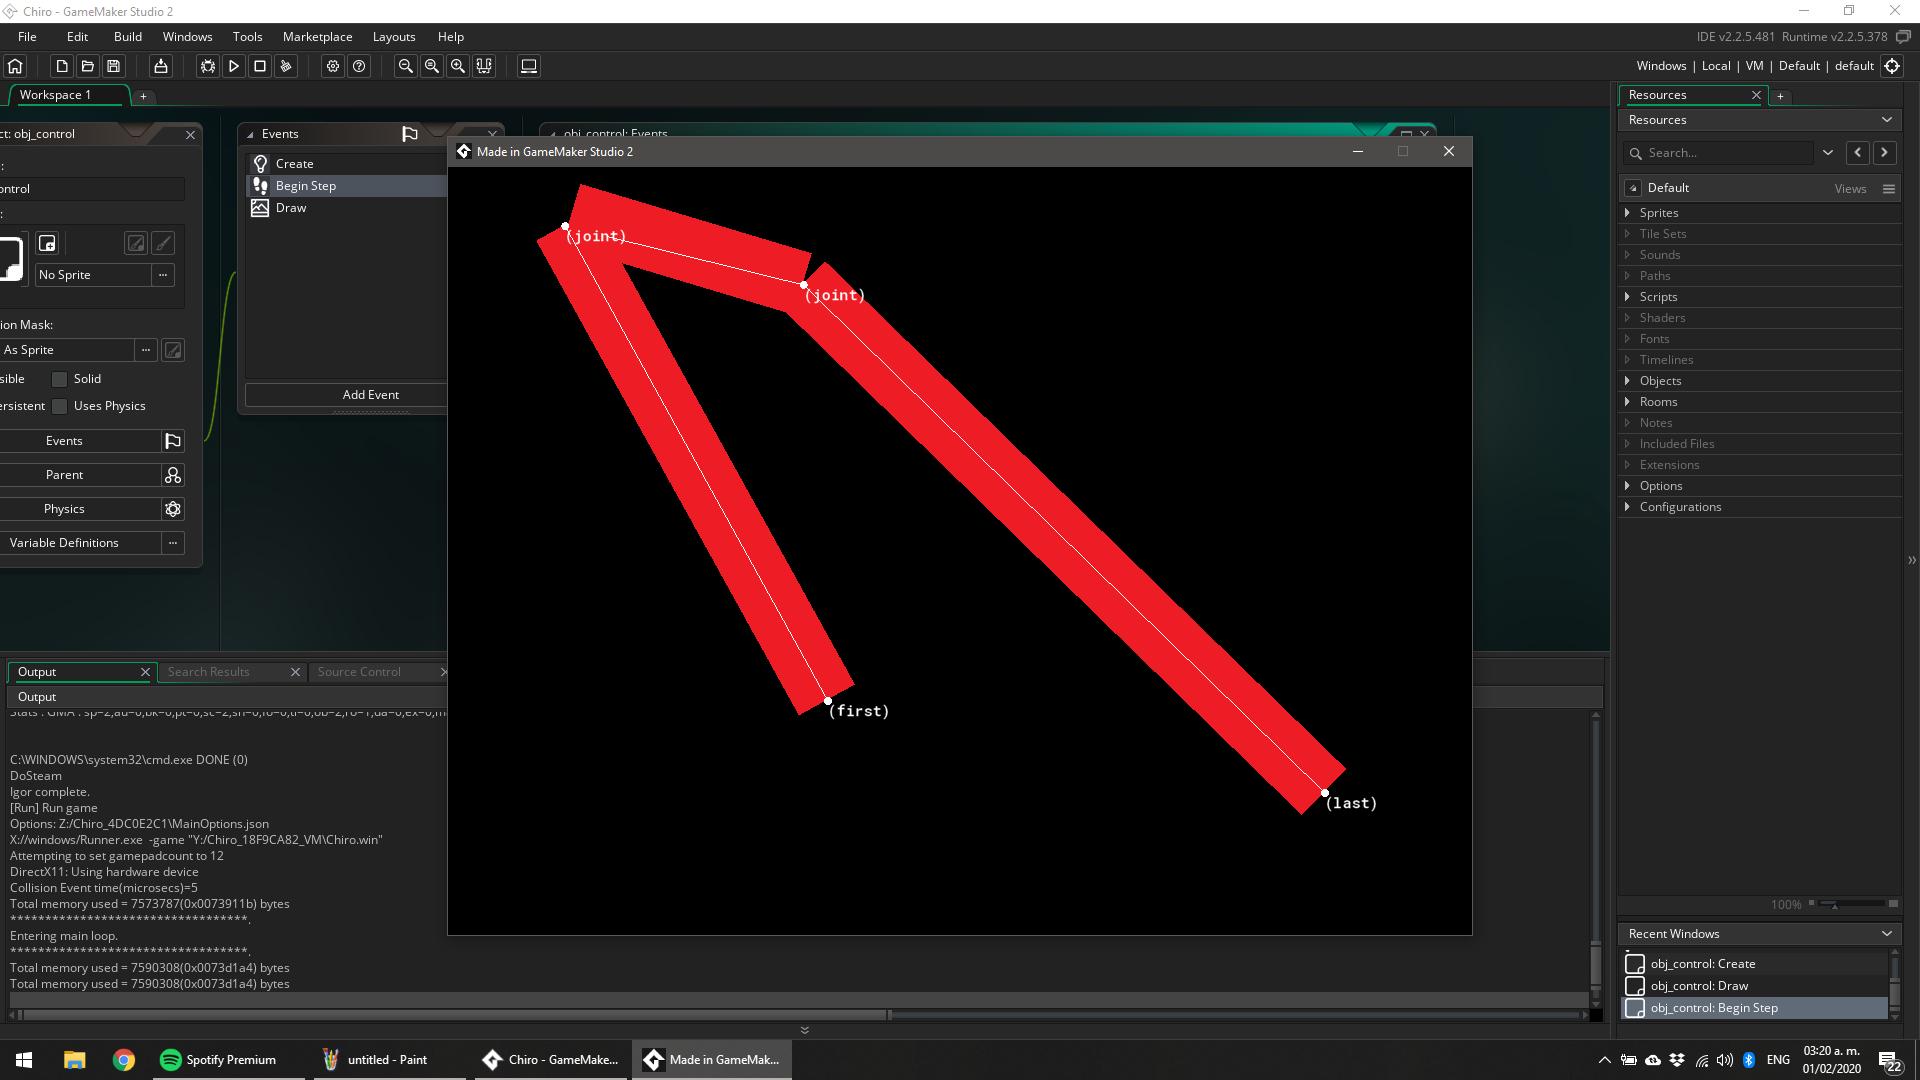 Chiro - GameMaker Studio 2
File Edit Build Windows Tools Marketplace Layouts Help
IDE v2.2.5.481 Runtime v2.2.5.378
Windows | Local | VM | Default | default
Workspace 1
ct: obj_control
ontrol
No Sprite
ion Mask:
As Sprite
sible Solid
ersistent Uses Physics
Events
Parent
Physics
Variable Definitions
Events
Create
Begin Step
Draw
Add Event
obj_control: Events
Made in GameMaker Studio 2
(joint)
(joint)
(first)
(last)
Resources
Resources
Search...
Default Views
Sprites
Tile Sets
Sounds
Paths
Scripts
Shaders
Fonts
Timelines
Objects
Rooms
Notes
Included Files
Extensions
Options
Configurations
100%
Recent Windows
obj_control: Create
obj_control: Draw
obj_control: Begin Step
Output Search Results Source Control
Output
C:\WINDOWS\system32\cmd.exe DONE (0)
DoSteam
Igor complete.
[Run] Run game
Options: Z:/Chiro_4DC0E2C1\MainOptions.json
X://windows/Runner.exe -game "Y:/Chiro_18F9CA82_VM\Chiro.win"
Attempting to set gamepadcount to 12
DirectX11: Using hardware device
Collision Event time(microsecs)=5
Total memory used = 7573787(0x0073911b) bytes
**********************************.
Entering main loop.
**********************************.
Total memory used = 7590308(0x0073d1a4) bytes
Total memory used = 7590308(0x0073d1a4) bytes
Spotify Premium
untitled - Paint
Chiro - GameMake...
Made in GameMak...
ENG
03:20 a. m.
01/02/2020
22